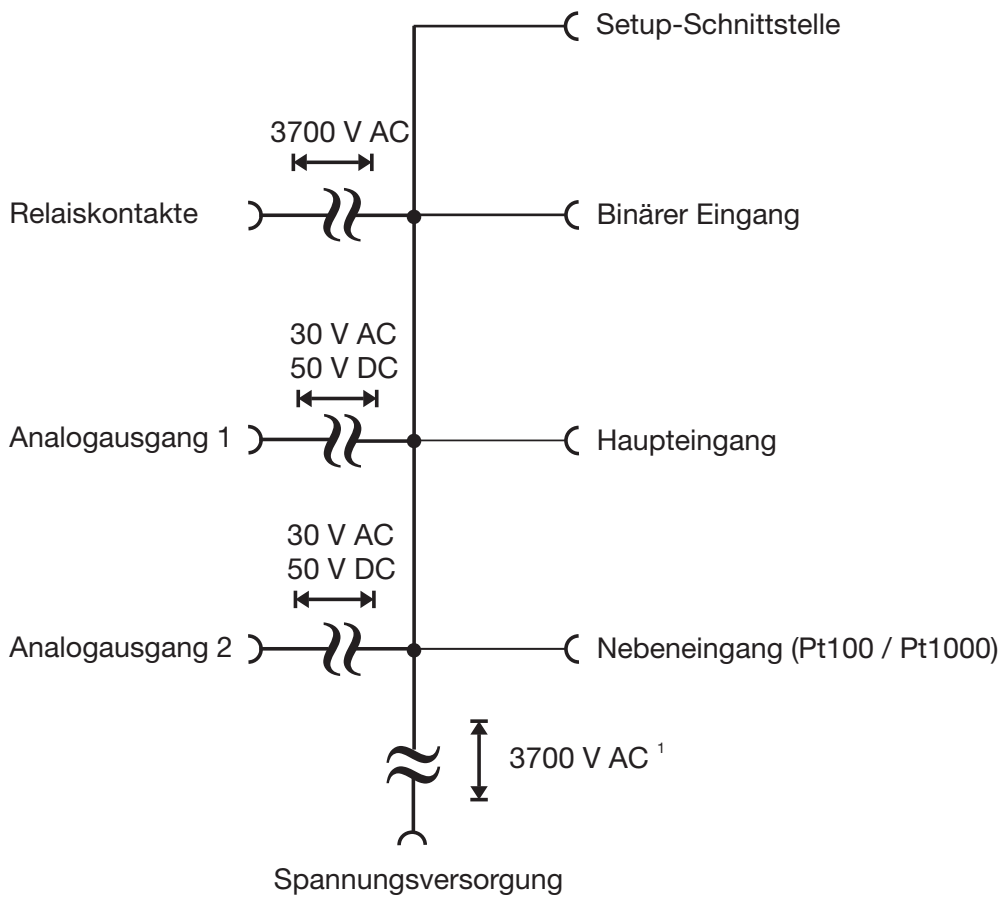 Setup-Schnittstelle
3700 V AC
Relaiskontakte
Binärer Eingang
30 V AC
50 V DC
Analogausgang 1
Haupteingang
30 V AC
50 V DC
Analogausgang 2
Nebeneingang (Pt100 / Pt1000)
3700 V AC ¹
Spannungsversorgung